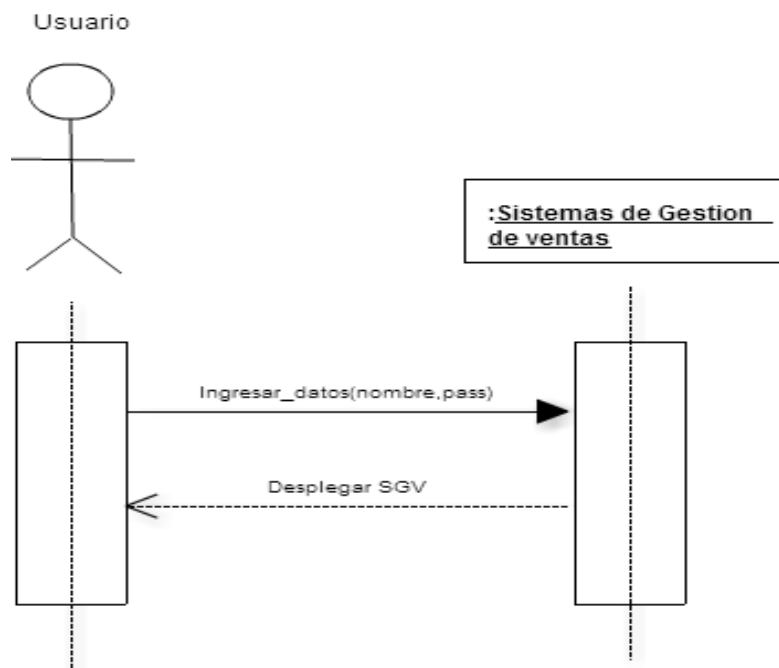 Usuario
:Sistemas de Gestion
de ventas
Ingresar_datos(nombre,pass)
Desplegar SGV